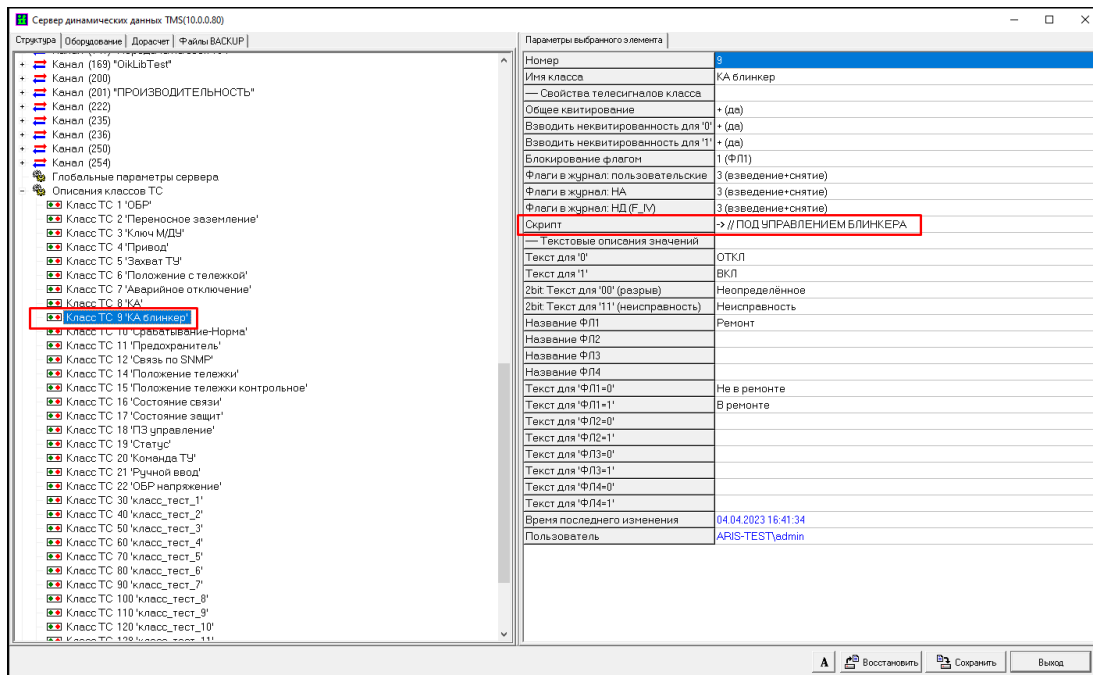 Сервер динамических данных TMS(10.0.0.80)
Структура Оборудование Дорасчет Файлы BACKUP
Канал (169) "OikLibTest"
Канал (200)
Канал (201) "ПРОИЗВОДИТЕЛЬНОСТЬ"
Канал (222)
Канал (235)
Канал (236)
Канал (250)
Канал (254)
Глобальные параметры сервера
Описания классов ТС
Класс ТС 1 'ОБР'
Класс ТС 2 'Переносное заземление'
Класс ТС 3 'Ключ М/ДУ'
Класс ТС 4 'Привод'
Класс ТС 5 'Захват ТУ'
Класс ТС 6 'Положение с тележкой'
Класс ТС 7 'Аварийное отключение'
Класс ТС 8 'КА'
Класс ТС 9 'КА блинкер'
Класс ТС 10 'Срабатывание-Норма'
Класс ТС 11 'Предохранитель'
Класс ТС 12 'Связь по SNMP'
Класс ТС 14 'Положение тележки'
Класс ТС 15 'Положение тележки контрольное'
Класс ТС 16 'Состояние связи'
Класс ТС 17 'Состояние защит'
Класс ТС 18 'ПЗ управление'
Класс ТС 19 'Статус'
Класс ТС 20 'Команда ТУ'
Класс ТС 21 'Ручной ввод'
Класс ТС 22 'ОБР напряжение'
Класс ТС 30 'класс_тест_1'
Класс ТС 40 'класс_тест_2'
Класс ТС 50 'класс_тест_3'
Класс ТС 60 'класс_тест_4'
Класс ТС 70 'класс_тест_5'
Класс ТС 80 'класс_тест_6'
Класс ТС 90 'класс_тест_7'
Класс ТС 100 'класс_тест_8'
Класс ТС 110 'класс_тест_9'
Класс ТС 120 'класс_тест_10'
Класс ТС 128 'класс_тест_11'
Параметры выбранного элемента
Номер 9
Имя класса КА блинкер
— Свойства телесигналов класса
Общее квитирование + (да)
Взводить неквитированность для '0' + (да)
Взводить неквитированность для '1' + (да)
Блокирование флагом 1 (ФЛ1)
Флаги в журнал: пользовательские 3 (взведение+снятие)
Флаги в журнал: НА 3 (взведение+снятие)
Флаги в журнал: НД (F_IV) 3 (взведение+снятие)
Скрипт -> // ПОД УПРАВЛЕНИЕМ БЛИНКЕРА
— Текстовые описания значений
Текст для '0' ОТКЛ
Текст для '1' ВКЛ
2bit: Текст для '00' (разрыв) Неопределённое
2bit: Текст для '11' (неисправность) Неисправность
Название ФЛ1 Ремонт
Название ФЛ2
Название ФЛ3
Название ФЛ4
Текст для 'ФЛ1=0' Не в ремонте
Текст для 'ФЛ1=1' В ремонте
Текст для 'ФЛ2=0'
Текст для 'ФЛ2=1'
Текст для 'ФЛ3=0'
Текст для 'ФЛ3=1'
Текст для 'ФЛ4=0'
Текст для 'ФЛ4=1'
Время последнего изменения 04.04.2023 16:41:34
Пользователь ARIS-TEST\admin
А Восстановить Сохранить Выход